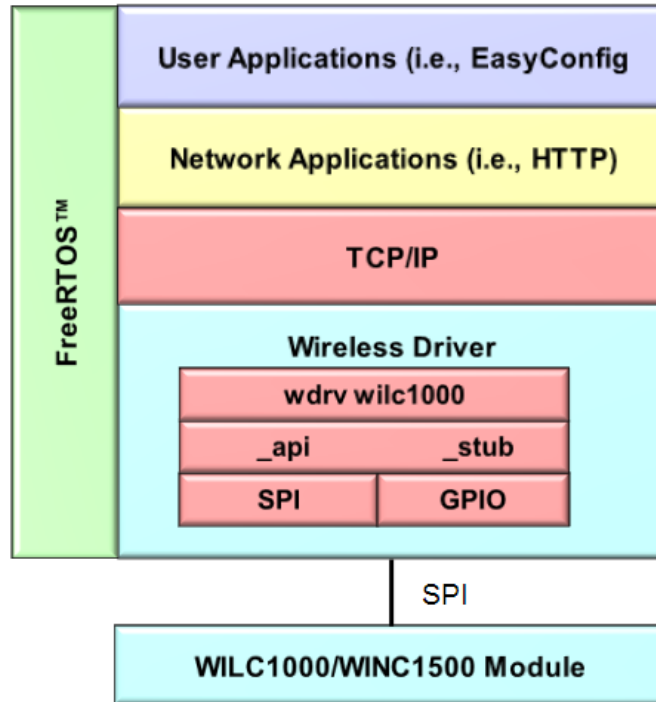 User Applications (i.e., EasyConfig
Network Applications (i.e., HTTP)
TCP/IP
FreeRTOS™
Wireless Driver
wdrv wilc1000
_api _stub
SPI GPIO
SPI
WILC1000/WINC1500 Module